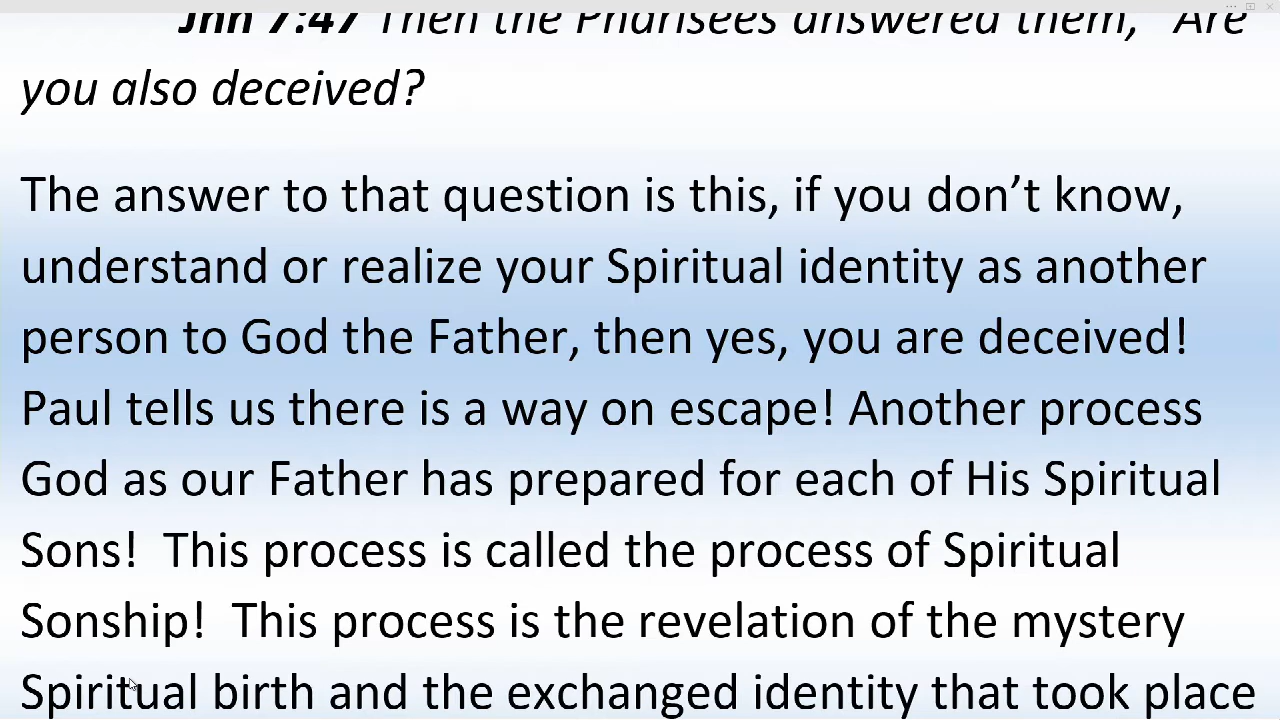 Jhn 7:47 Then the Pharisees answered them, "Are
you also deceived?
The answer to that question is this, if you don’t know,
understand or realize your Spiritual identity as another
person to God the Father, then yes, you are deceived!
Paul tells us there is a way on escape! Another process
God as our Father has prepared for each of His Spiritual
Sons!  This process is called the process of Spiritual
Sonship!  This process is the revelation of the mystery
Spiritual birth and the exchanged identity that took place